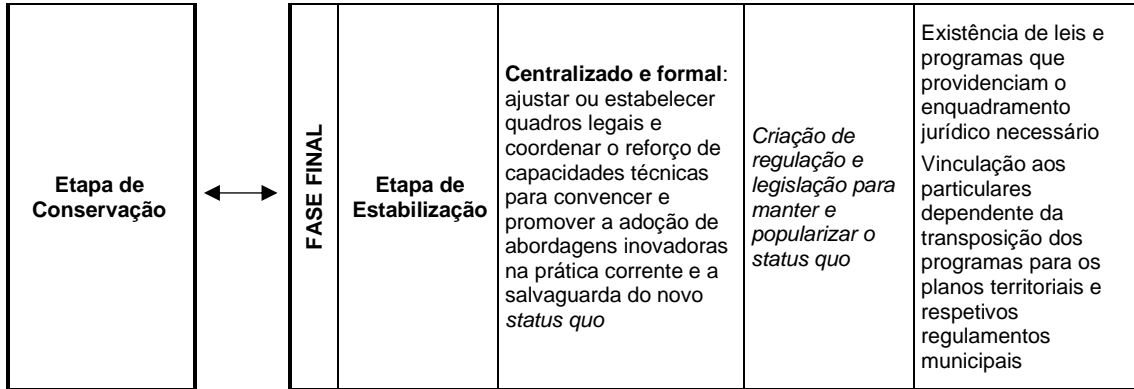 Etapa de
Conservação
FASE FINAL
Etapa de
Estabilização
Centralizado e formal:
ajustar ou estabelecer
quadros legais e
coordenar o reforço de
capacidades técnicas
para convencer e
promover a adoção de
abordagens inovadoras
na prática corrente e a
salvaguarda do novo
status quo
Criação de
regulação e
legislação para
manter e
popularizar o
status quo
Existência de leis e
programas que
providenciam o
enquadramento
jurídico necessário
Vinculação aos
particulares
dependente da
transposição dos
programas para os
planos territoriais e
respetivos
regulamentos
municipais